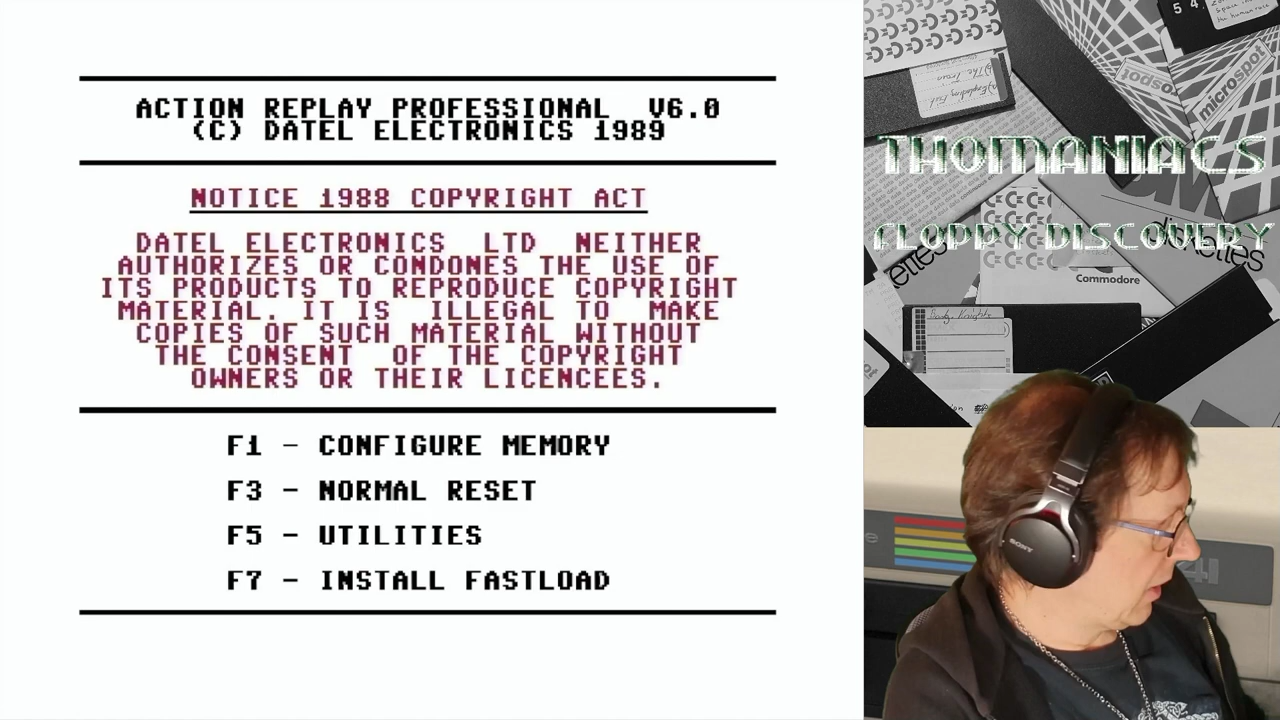 ACTION REPLAY PROFESSIONAL V6.0
(C) DATEL ELECTRONICS 1989
NOTICE 1988 COPYRIGHT ACT
DATEL ELECTRONICS LTD NEITHER
AUTHORIZES OR CONDONES THE USE OF
ITS PRODUCTS TO REPRODUCE COPYRIGHT
MATERIAL. IT IS ILLEGAL TO MAKE
COPIES OF SUCH MATERIAL WITHOUT
THE CONSENT OF THE COPYRIGHT
OWNERS OR THEIR LICENCEES.
F1 - CONFIGURE MEMORY
F3 - NORMAL RESET
F5 - UTILITIES
F7 - INSTALL FASTLOAD
microspot
THOMANIACS
FLOPPY DISCOVERY
diskettes
Commodore
SONY